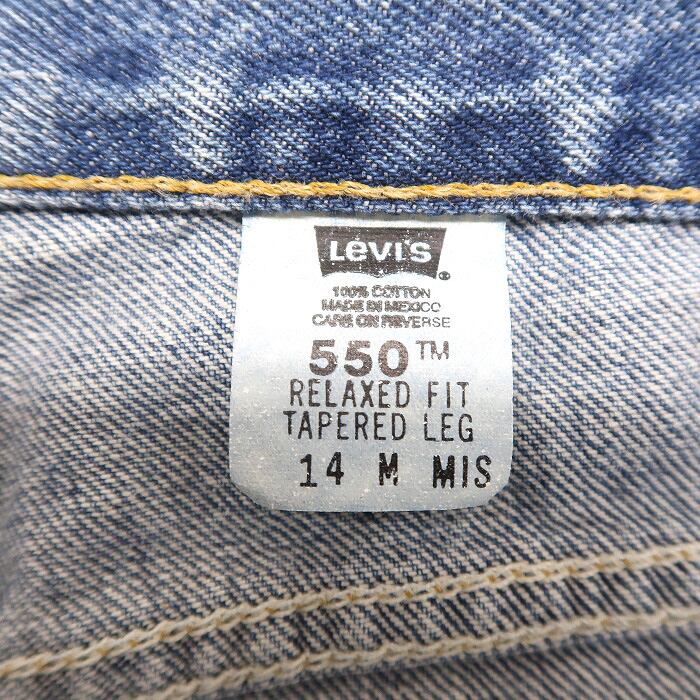 LEVI'S®
100% COTTON
MADE IN MEXICO
CARE ON REVERSE
550™
RELAXED FIT
TAPERED LEG
14 M MIS